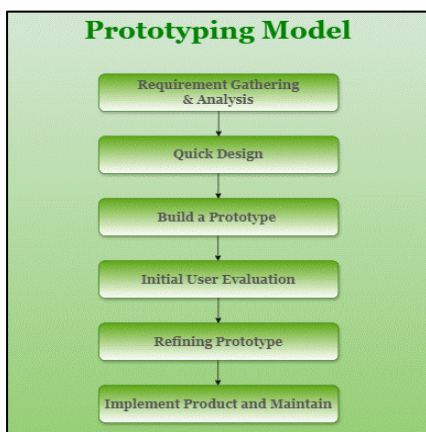 Prototyping Model
Requirement Gathering
& Analysis
Quick Design
Build a Prototype
Initial User Evaluation
Refining Prototype
Implement Product and Maintain